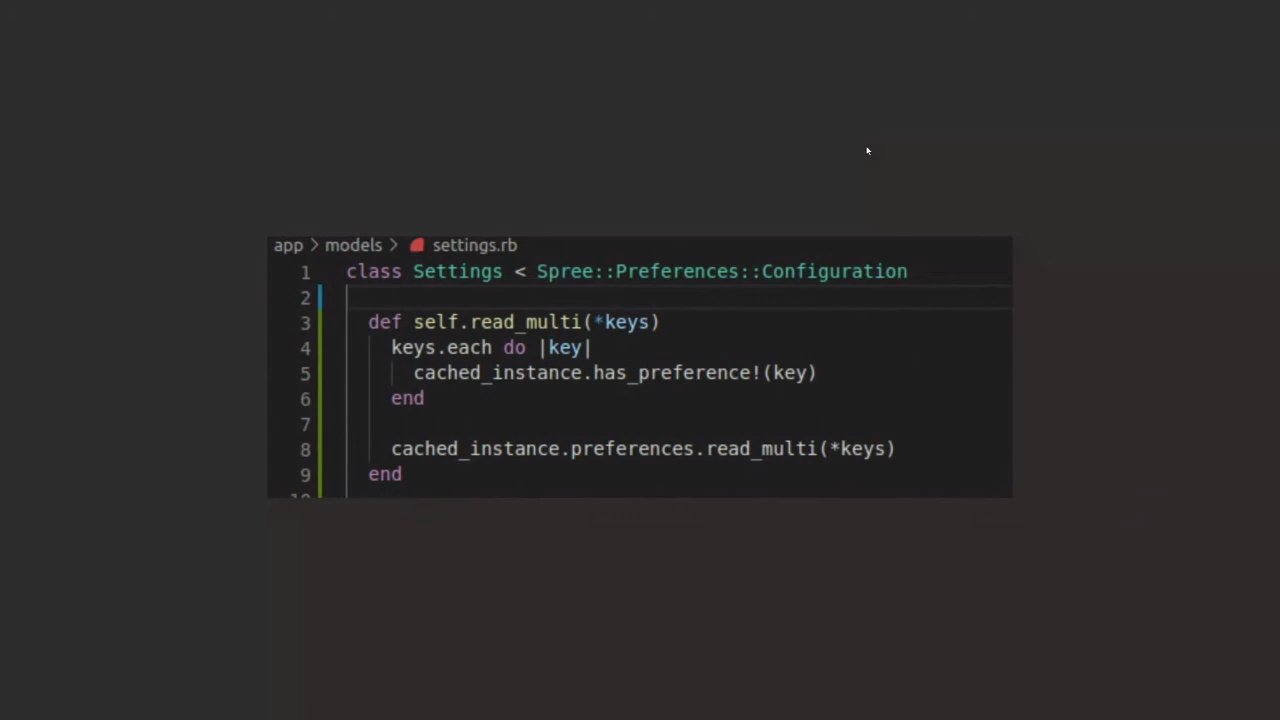 app > models > settings.rb
1 class Settings < Spree::Preferences::Configuration
2
3 def self.read_multi(*keys)
4 keys.each do |key|
5 cached_instance.has_preference!(key)
6 end
7
8 cached_instance.preferences.read_multi(*keys)
9 end
10